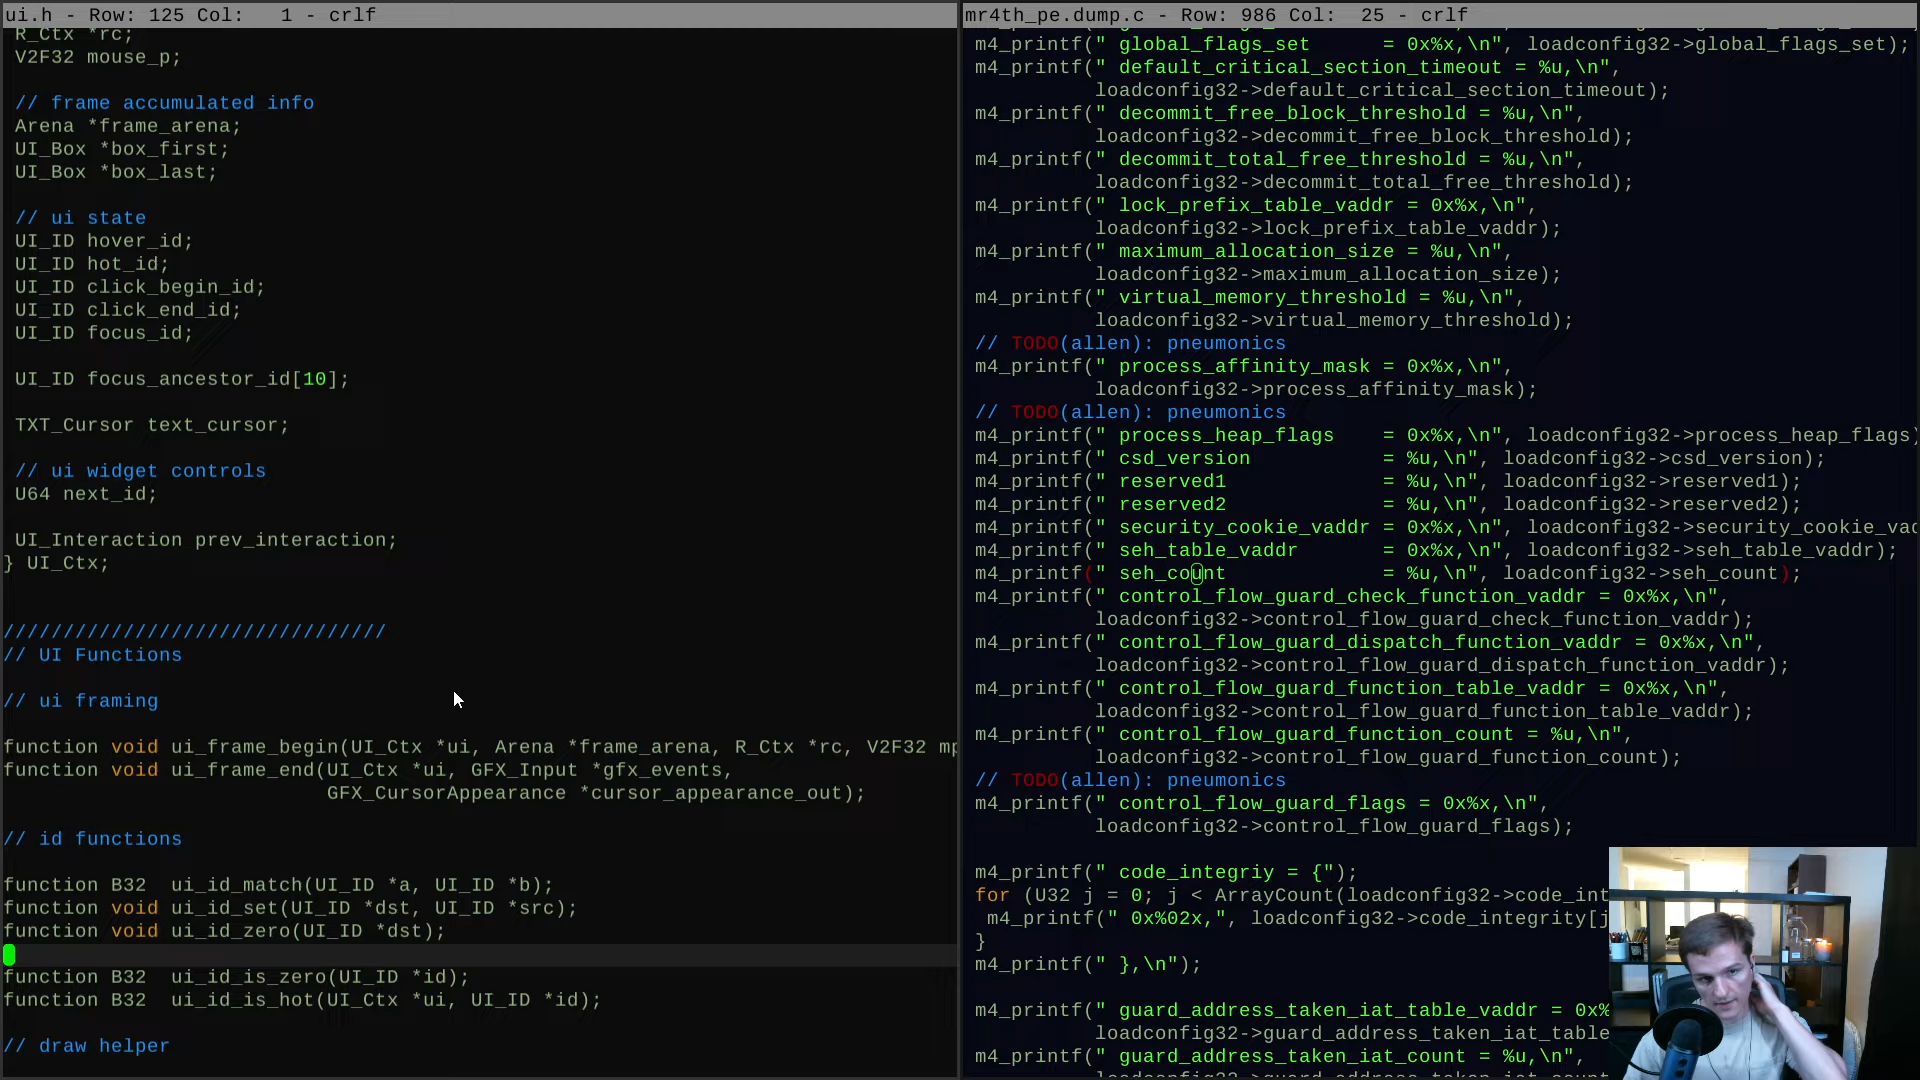 ui.h - Row: 125 Col:   1 - crlf
R_Ctx *rc;
V2F32 mouse_p;
// frame accumulated info
Arena *frame_arena;
UI_Box *box_first;
UI_Box *box_last;
// ui state
UI_ID hover_id;
UI_ID hot_id;
UI_ID click_begin_id;
UI_ID click_end_id;
UI_ID focus_id;
UI_ID focus_ancestor_id[10];
TXT_Cursor text_cursor;
// ui widget controls
U64 next_id;
UI_Interaction prev_interaction;
} UI_Ctx;
////////////////////////////////
// UI Functions
// ui framing
function void ui_frame_begin(UI_Ctx *ui, Arena *frame_arena, R_Ctx *rc, V2F32 mp
function void ui_frame_end(UI_Ctx *ui, GFX_Input *gfx_events,
GFX_CursorAppearance *cursor_appearance_out);
// id functions
function B32  ui_id_match(UI_ID *a, UI_ID *b);
function void ui_id_set(UI_ID *dst, UI_ID *src);
function void ui_id_zero(UI_ID *dst);
function B32  ui_id_is_zero(UI_ID *id);
function B32  ui_id_is_hot(UI_Ctx *ui, UI_ID *id);
// draw helper
mr4th_pe.dump.c - Row: 986 Col:  25 - crlf
m4_printf(" global_flags_set      = 0x%x,\n", loadconfig32->global_flags_set);
m4_printf(" default_critical_section_timeout = %u,\n",
loadconfig32->default_critical_section_timeout);
m4_printf(" decommit_free_block_threshold = %u,\n",
loadconfig32->decommit_free_block_threshold);
m4_printf(" decommit_total_free_threshold = %u,\n",
loadconfig32->decommit_total_free_threshold);
m4_printf(" lock_prefix_table_vaddr = 0x%x,\n",
loadconfig32->lock_prefix_table_vaddr);
m4_printf(" maximum_allocation_size = %u,\n",
loadconfig32->maximum_allocation_size);
m4_printf(" virtual_memory_threshold = %u,\n",
loadconfig32->virtual_memory_threshold);
// TODO(allen): pneumonics
m4_printf(" process_affinity_mask = 0x%x,\n",
loadconfig32->process_affinity_mask);
// TODO(allen): pneumonics
m4_printf(" process_heap_flags    = 0x%x,\n", loadconfig32->process_heap_flags)
m4_printf(" csd_version           = %u,\n", loadconfig32->csd_version);
m4_printf(" reserved1             = %u,\n", loadconfig32->reserved1);
m4_printf(" reserved2             = %u,\n", loadconfig32->reserved2);
m4_printf(" security_cookie_vaddr = 0x%x,\n", loadconfig32->security_cookie_vad
m4_printf(" seh_table_vaddr       = 0x%x,\n", loadconfig32->seh_table_vaddr);
m4_printf(" seh_count             = %u,\n", loadconfig32->seh_count);
m4_printf(" control_flow_guard_check_function_vaddr = 0x%x,\n",
loadconfig32->control_flow_guard_check_function_vaddr);
m4_printf(" control_flow_guard_dispatch_function_vaddr = 0x%x,\n",
loadconfig32->control_flow_guard_dispatch_function_vaddr);
m4_printf(" control_flow_guard_function_table_vaddr = 0x%x,\n",
loadconfig32->control_flow_guard_function_table_vaddr);
m4_printf(" control_flow_guard_function_count = %u,\n",
loadconfig32->control_flow_guard_function_count);
// TODO(allen): pneumonics
m4_printf(" control_flow_guard_flags = 0x%x,\n",
loadconfig32->control_flow_guard_flags);
m4_printf(" code_integriy = {");
for (U32 j = 0; j < ArrayCount(loadconfig32->code_int
m4_printf(" 0x%02x,", loadconfig32->code_integrity[j
}
m4_printf(" },\n");
m4_printf(" guard_address_taken_iat_table_vaddr = 0x%
loadconfig32->guard_address_taken_iat_table
m4_printf(" guard_address_taken_iat_count = %u,\n",